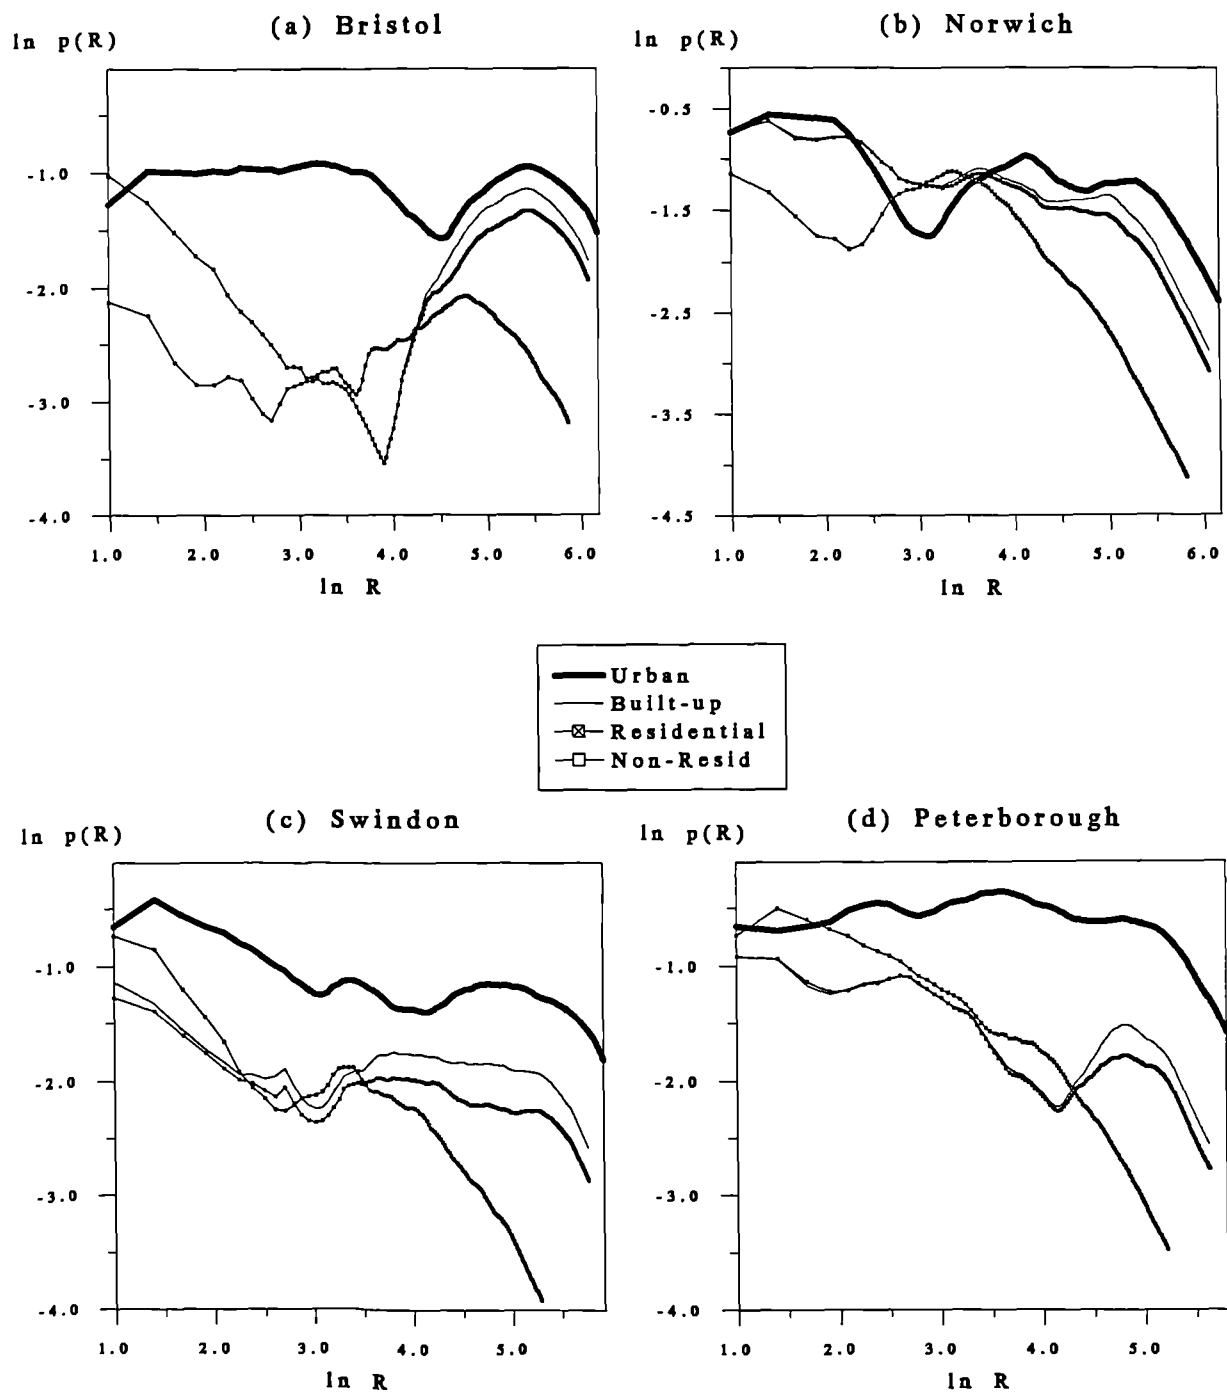 (a) Bristol
ln p(R)
-1.0
-2.0
-3.0
-4.0
1.0 2.0 3.0 4.0 5.0 6.0
ln R
(b) Norwich
ln p(R)
-0.5
-1.5
-2.5
-3.5
-4.5
1.0 2.0 3.0 4.0 5.0 6.0
ln R
Urban
Built-up
Residential
Non-Resid
(c) Swindon
ln p(R)
-1.0
-2.0
-3.0
-4.0
1.0 2.0 3.0 4.0 5.0
ln R
(d) Peterborough
ln p(R)
-1.0
-2.0
-3.0
-4.0
1.0 2.0 3.0 4.0 5.0
ln R